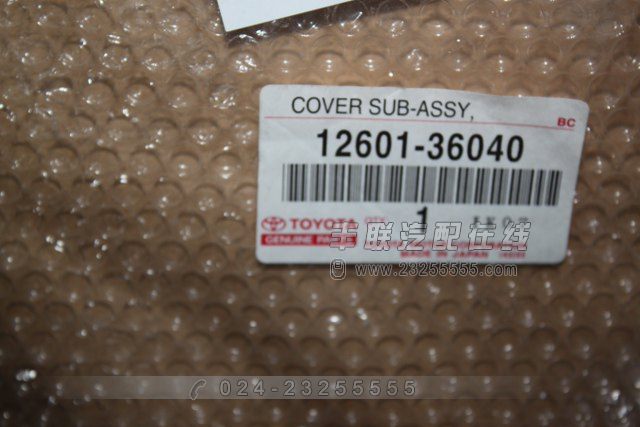 COVER SUB-ASSY,
BC
12601-36040
TOYOTA QTY 1
GENUINE PARTS
丰联汽配在线
MADE IN JAPAN
www.23255555.com
024-23255555